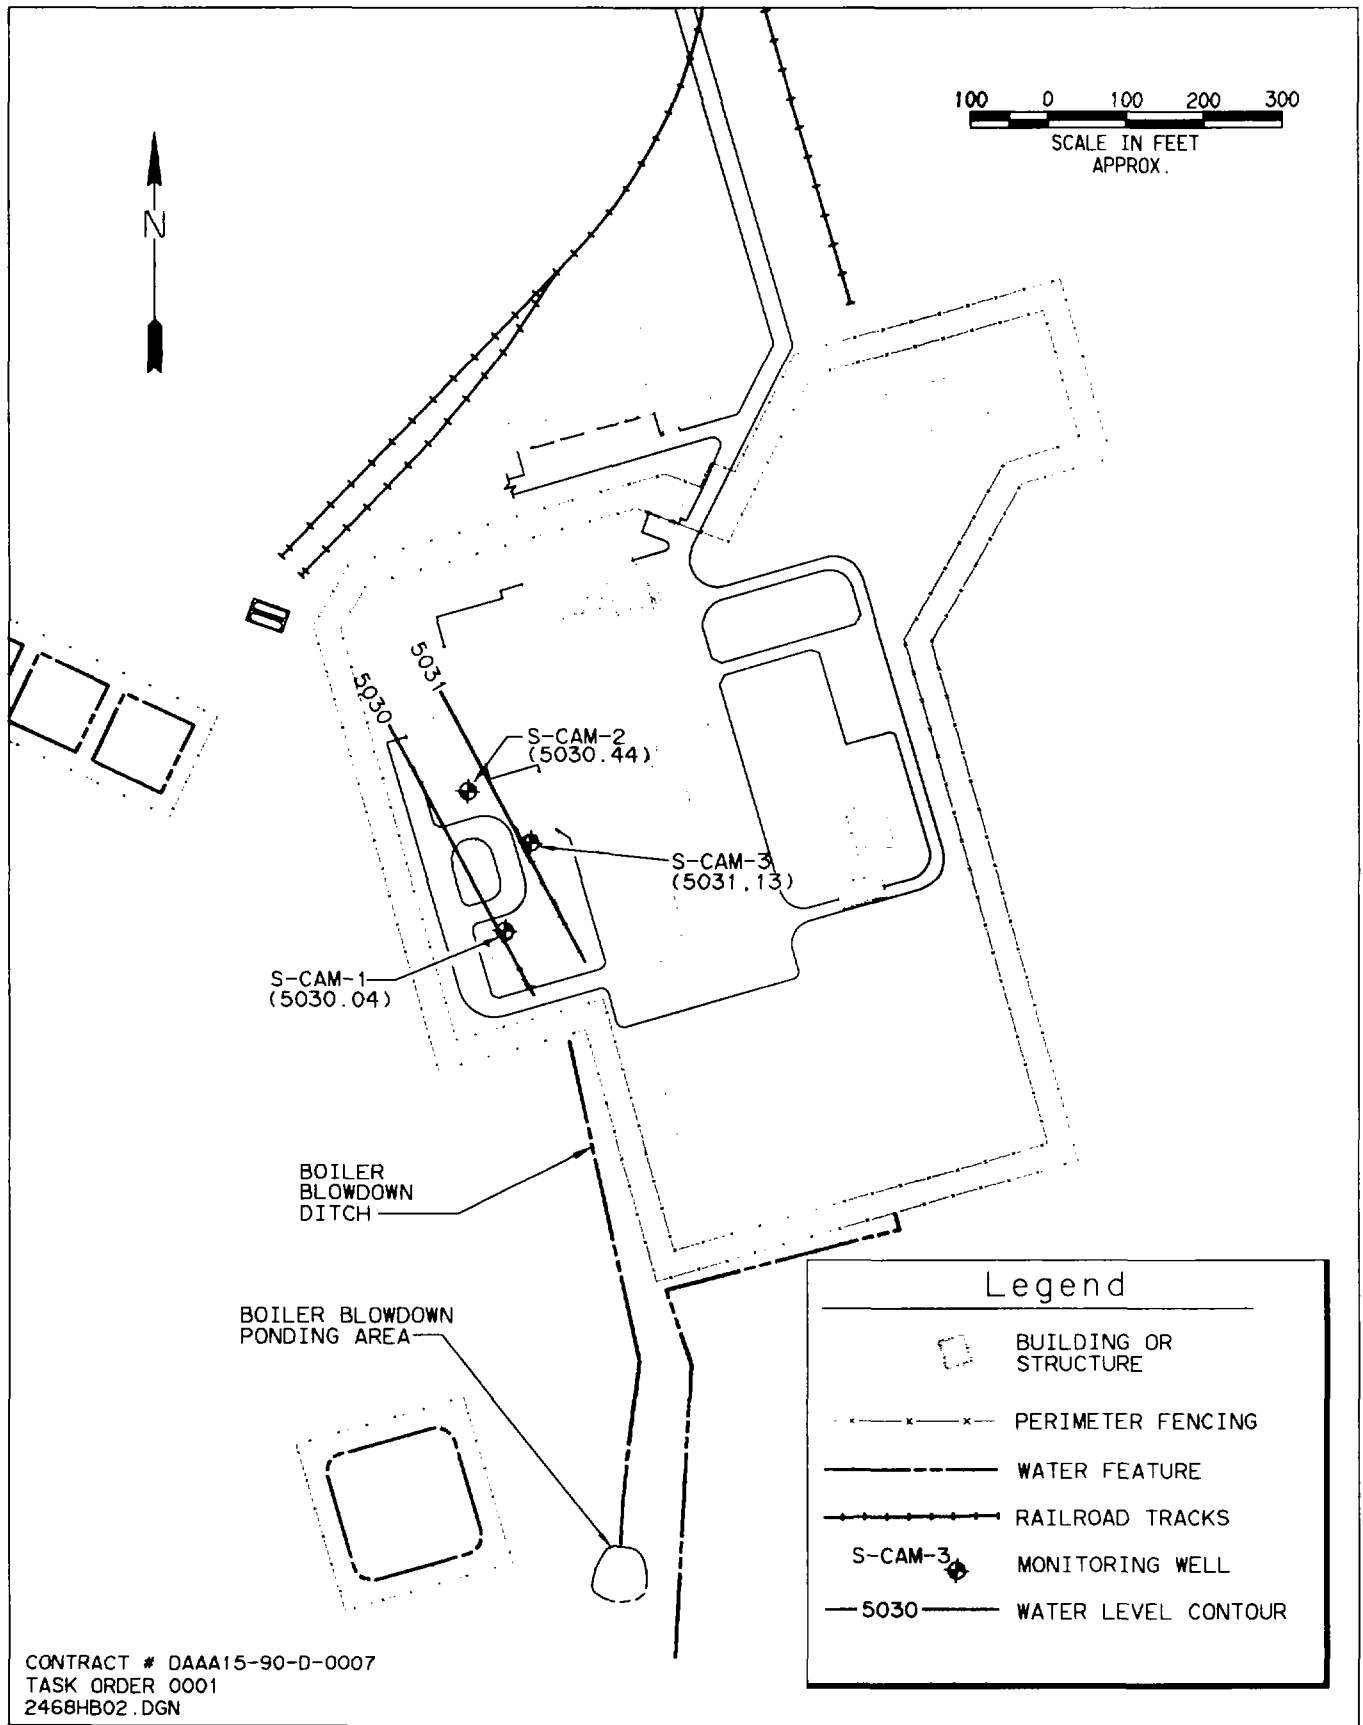 100 0 100 200 300
SCALE IN FEET
APPROX.
N
5031
5030
S-CAM-2
(5030.44)
S-CAM-3
(5031.13)
S-CAM-1
(5030.04)
BOILER
BLOWDOWN
DITCH
BOILER BLOWDOWN
PONDING AREA
Legend
BUILDING OR
STRUCTURE
PERIMETER FENCING
WATER FEATURE
RAILROAD TRACKS
S-CAM-3
MONITORING WELL
5030
WATER LEVEL CONTOUR
CONTRACT # DAAA15-90-D-0007
TASK ORDER 0001
2468HB02.DGN